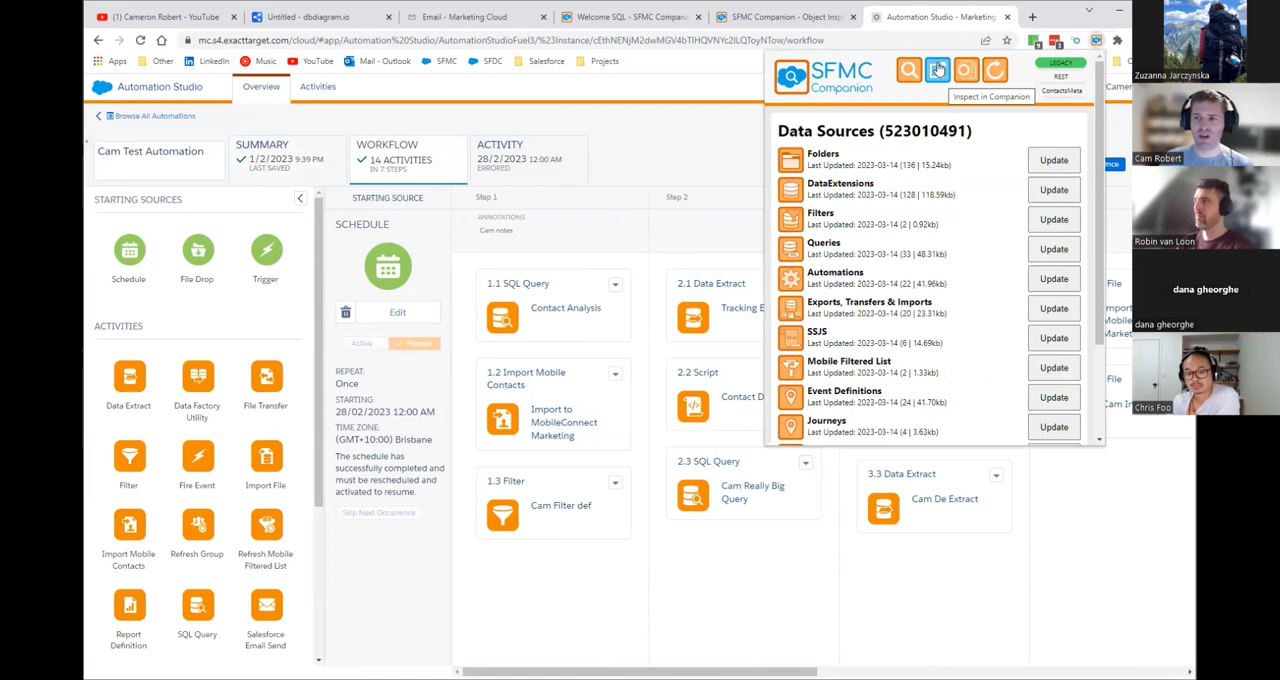 (1) Cameron Robert - YouTube
Untitled - dbdiagram.io
Email - Marketing Cloud
Welcome SQL - SFMC Companion
SFMC Companion - Object Insp
Automation Studio - Marketing
mc.s4.exacttarget.com/cloud/#app/Automation%20Studio/AutomationStudioFuel3/%23Instance/cEthNENjM2dwMGV4bTlHQVNYc2lLQToyNTow/workflow
Apps
Other
LinkedIn
Music
YouTube
Mail - Outlook
SFMC
SFDC
Salesforce
Projects
Automation Studio
Overview
Activities
Browse All Automations
Cam Test Automation
SUMMARY
1/2/2023 9:39 PM
LAST SAVED
WORKFLOW
14 ACTIVITIES
IN 7 STEPS
ACTIVITY
28/2/2023 12:00 AM
ERRORED
STARTING SOURCES
Schedule
File Drop
Trigger
ACTIVITIES
Data Extract
Data Factory
Utility
File Transfer
Filter
Fire Event
Import File
Import Mobile
Contacts
Refresh Group
Refresh Mobile
Filtered List
Report
Definition
SQL Query
Salesforce
Email Send
STARTING SOURCE
SCHEDULE
Edit
Active
Paused
REPEAT:
Once
STARTING:
28/02/2023 12:00 AM
TIME ZONE:
(GMT+10:00) Brisbane
The schedule has
successfully completed and
must be rescheduled and
activated to resume.
Skip Next Occurrence
Step 1
ANNOTATIONS
Cam notes
1.1 SQL Query
Contact Analysis
1.2 Import Mobile
Contacts
Import to
MobileConnect
Marketing
1.3 Filter
Cam Filter def
Step 2
2.1 Data Extract
Tracking E
2.2 Script
Contact D
2.3 SQL Query
Cam Really Big
Query
3.3 Data Extract
Cam De Extract
SFMC
Companion
LEGACY
REST
ContactsMeta
Inspect in Companion
Data Sources (523010491)
Folders
Last Updated: 2023-03-14 (136 | 15.24kb)
Update
DataExtensions
Last Updated: 2023-03-14 (128 | 118.59kb)
Update
Filters
Last Updated: 2023-03-14 (2 | 0.92kb)
Update
Queries
Last Updated: 2023-03-14 (33 | 48.31kb)
Update
Automations
Last Updated: 2023-03-14 (22 | 41.96kb)
Update
Exports, Transfers & Imports
Last Updated: 2023-03-14 (20 | 23.31kb)
Update
SSJS
Last Updated: 2023-03-14 (6 | 14.69kb)
Update
Mobile Filtered List
Last Updated: 2023-03-14 (2 | 1.33kb)
Update
Event Definitions
Last Updated: 2023-03-14 (24 | 41.70kb)
Update
Journeys
Last Updated: 2023-03-14 (4 | 3.63kb)
Update
Zuzanna Jarczynska
Cam Robert
Robin van Loon
dana gheorghe
dana gheorghe
Chris Foo